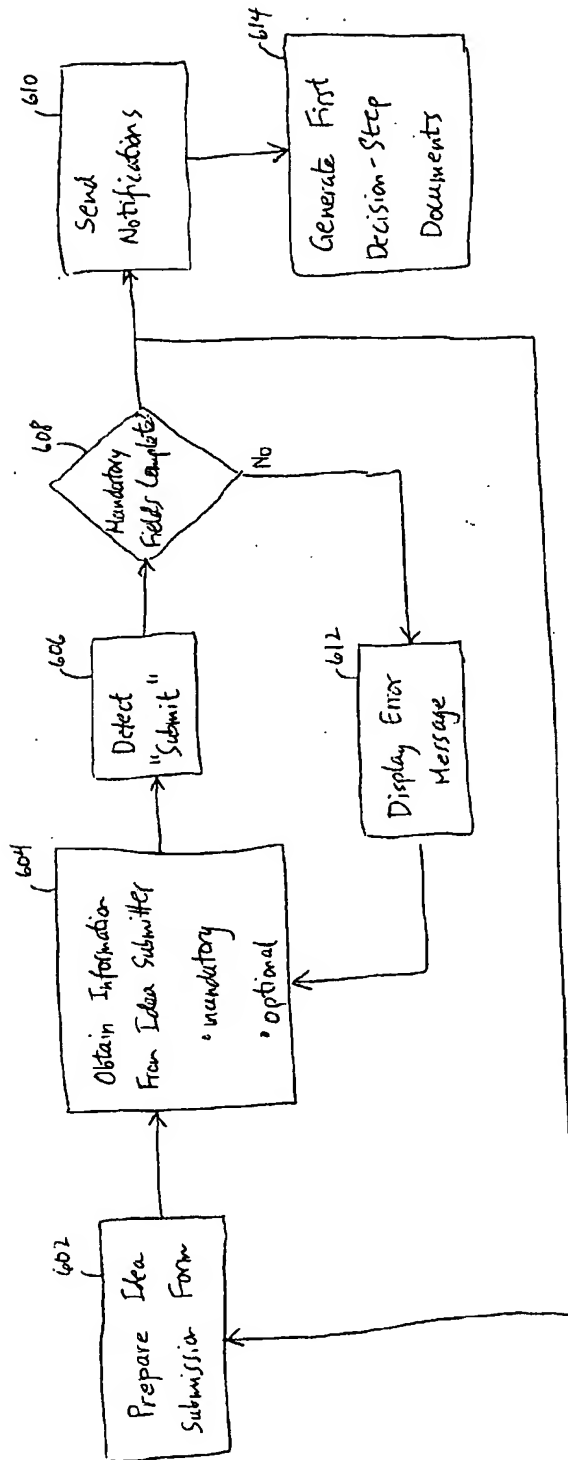 602
Prepare Idea
Submission Form
604
Obtain Information
From Idea Submitter
• mandatory
• optional
606
Detect
"Submit"
608
Mandatory
Fields Complete?
No
610
Send
Notifications
612
Display Error
Message
614
Generate First
Decision-Step
Documents